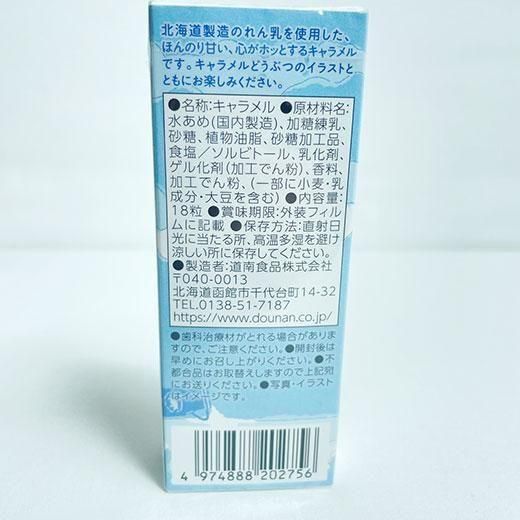 北海道製造のれん乳を使用した、
ほんのり甘い、心がホッとするキャラメル
です。キャラメルどうぶつのイラストと
ともにお楽しみください。
●名称:キャラメル ●原材料名:
水あめ(国内製造)、加糖練乳、
砂糖、植物油脂、砂糖加工品、
食塩／ソルビトール、乳化剤、
ゲル化剤（加工でん粉）、香料、
加工でん粉、（一部に小麦・乳
成分・大豆を含む）●内容量:
18粒 ●賞味期限:外装フィル
ムに記載 ●保存方法:直射日
光に当たる所、高温多湿を避け
涼しい所に保存してください。
●製造者:道南食品株式会社
〒040-0013
北海道函館市千代台町14-32
TEL.0138-51-7187
https://www.dounan.co.jp/
●歯科治療材がとれる場合がありま
すので、ご注意ください。●開封後は
早めにお召し上がりください。●不
都合品はお取替えしますので上記宛
にお送りください。●写真・イラスト
はイメージです。
4 974888 202756